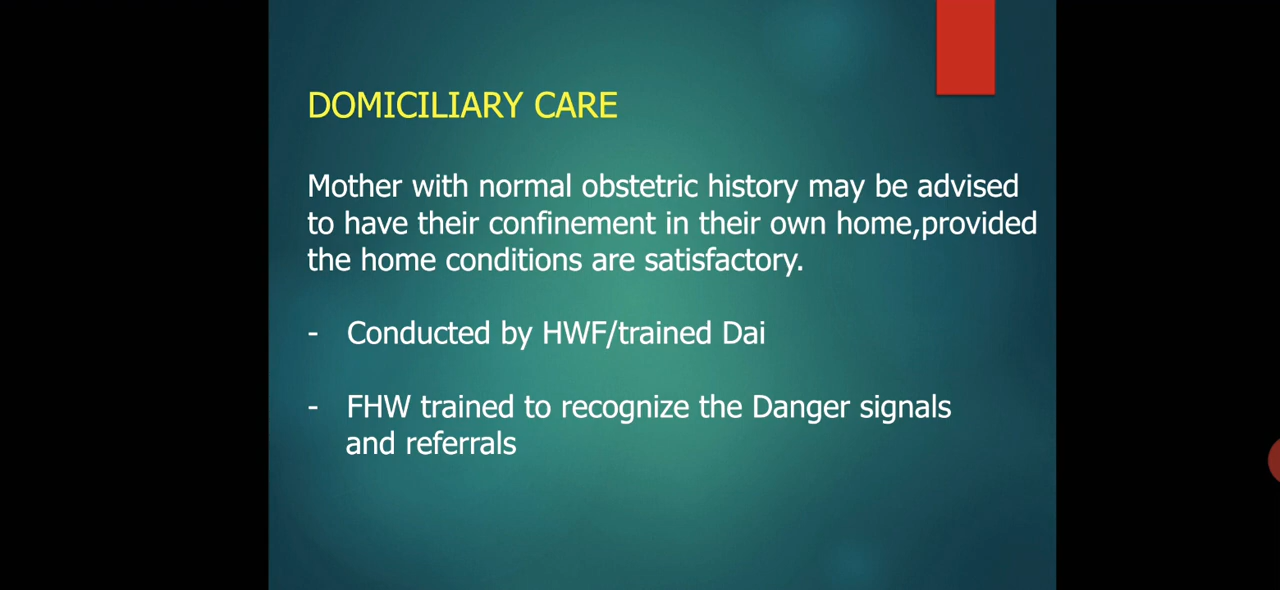 DOMICILIARY CARE
Mother with normal obstetric history may be advised
to have their confinement in their own home,provided
the home conditions are satisfactory.
- Conducted by HWF/trained Dai
- FHW trained to recognize the Danger signals
and referrals